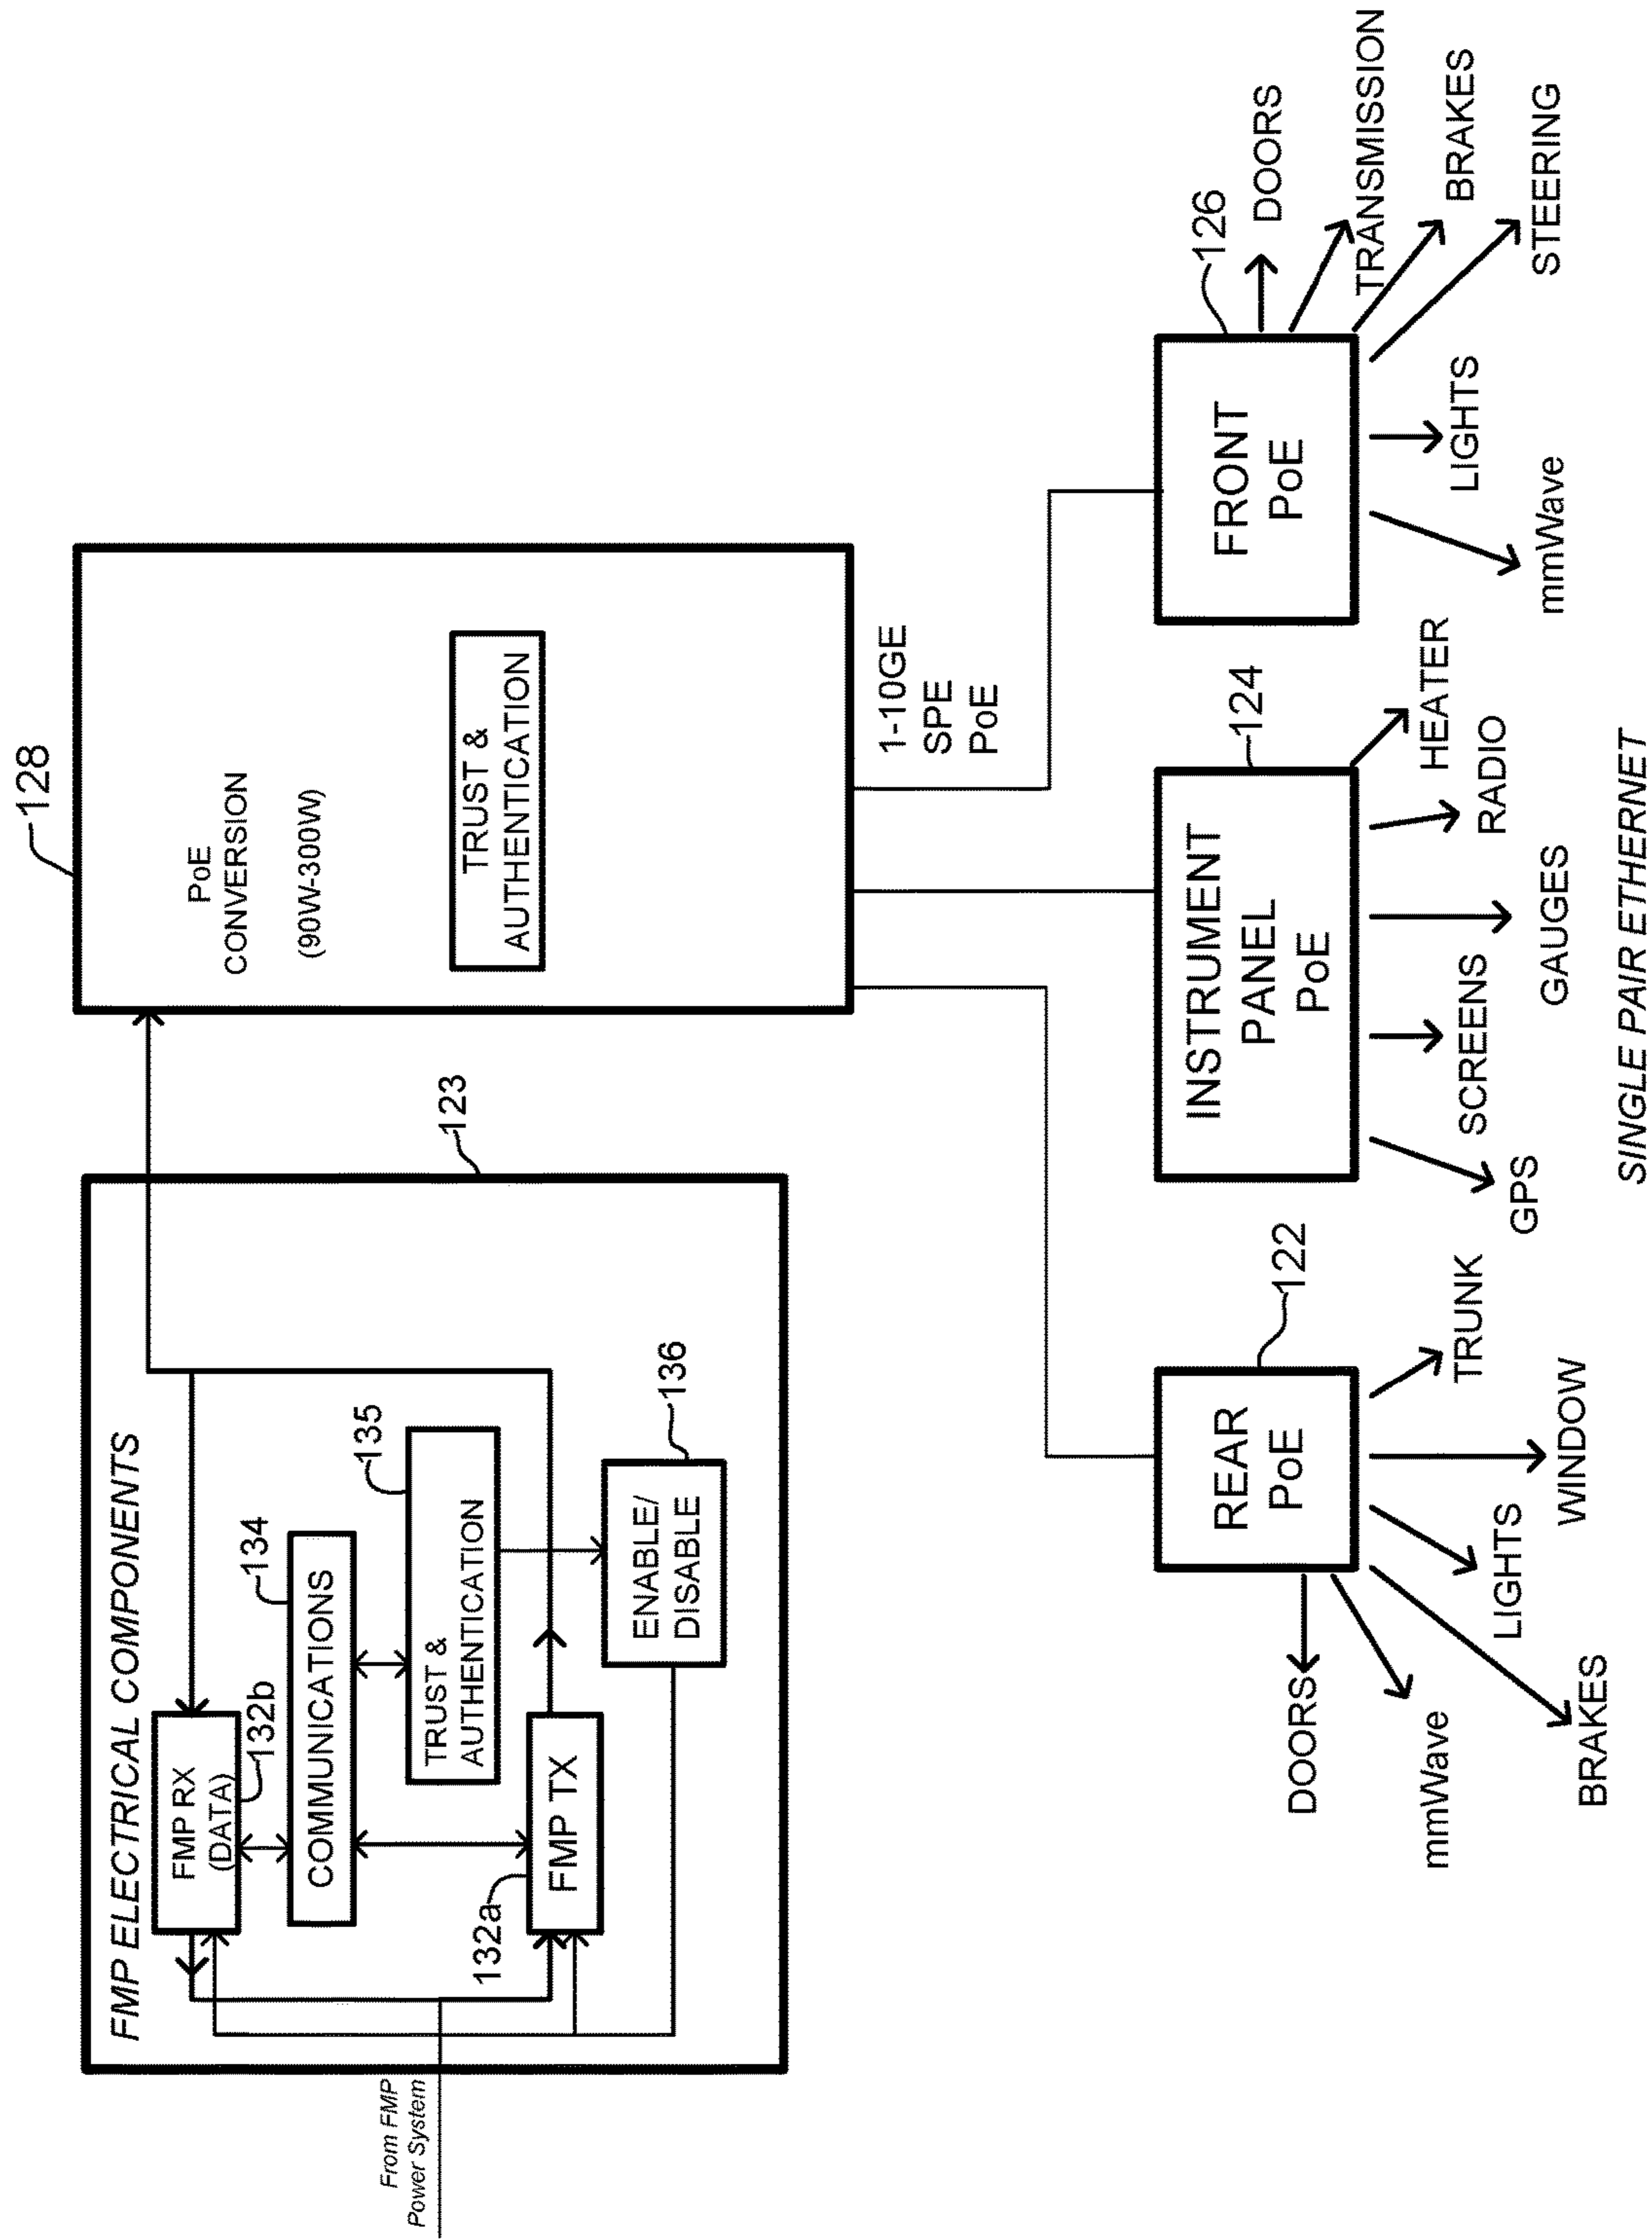 FMP ELECTRICAL COMPONENTS
123
FMP RX
(DATA)
132b
134
COMMUNICATIONS
135
TRUST &
AUTHENTICATION
132a
FMP TX
136
ENABLE/
DISABLE
From FMP
Power System
128
PoE
CONVERSION
(90W-300W)
TRUST &
AUTHENTICATION
1-10GE
SPE
PoE
REAR
PoE
122
DOORS
mmWave
BRAKES
LIGHTS
WINDOW
TRUNK
INSTRUMENT
PANEL
PoE
124
GPS
SCREENS
GAUGES
RADIO
HEATER
FRONT
PoE
126
mmWave
LIGHTS
STEERING
BRAKES
TRANSMISSION
DOORS
SINGLE PAIR ETHERNET